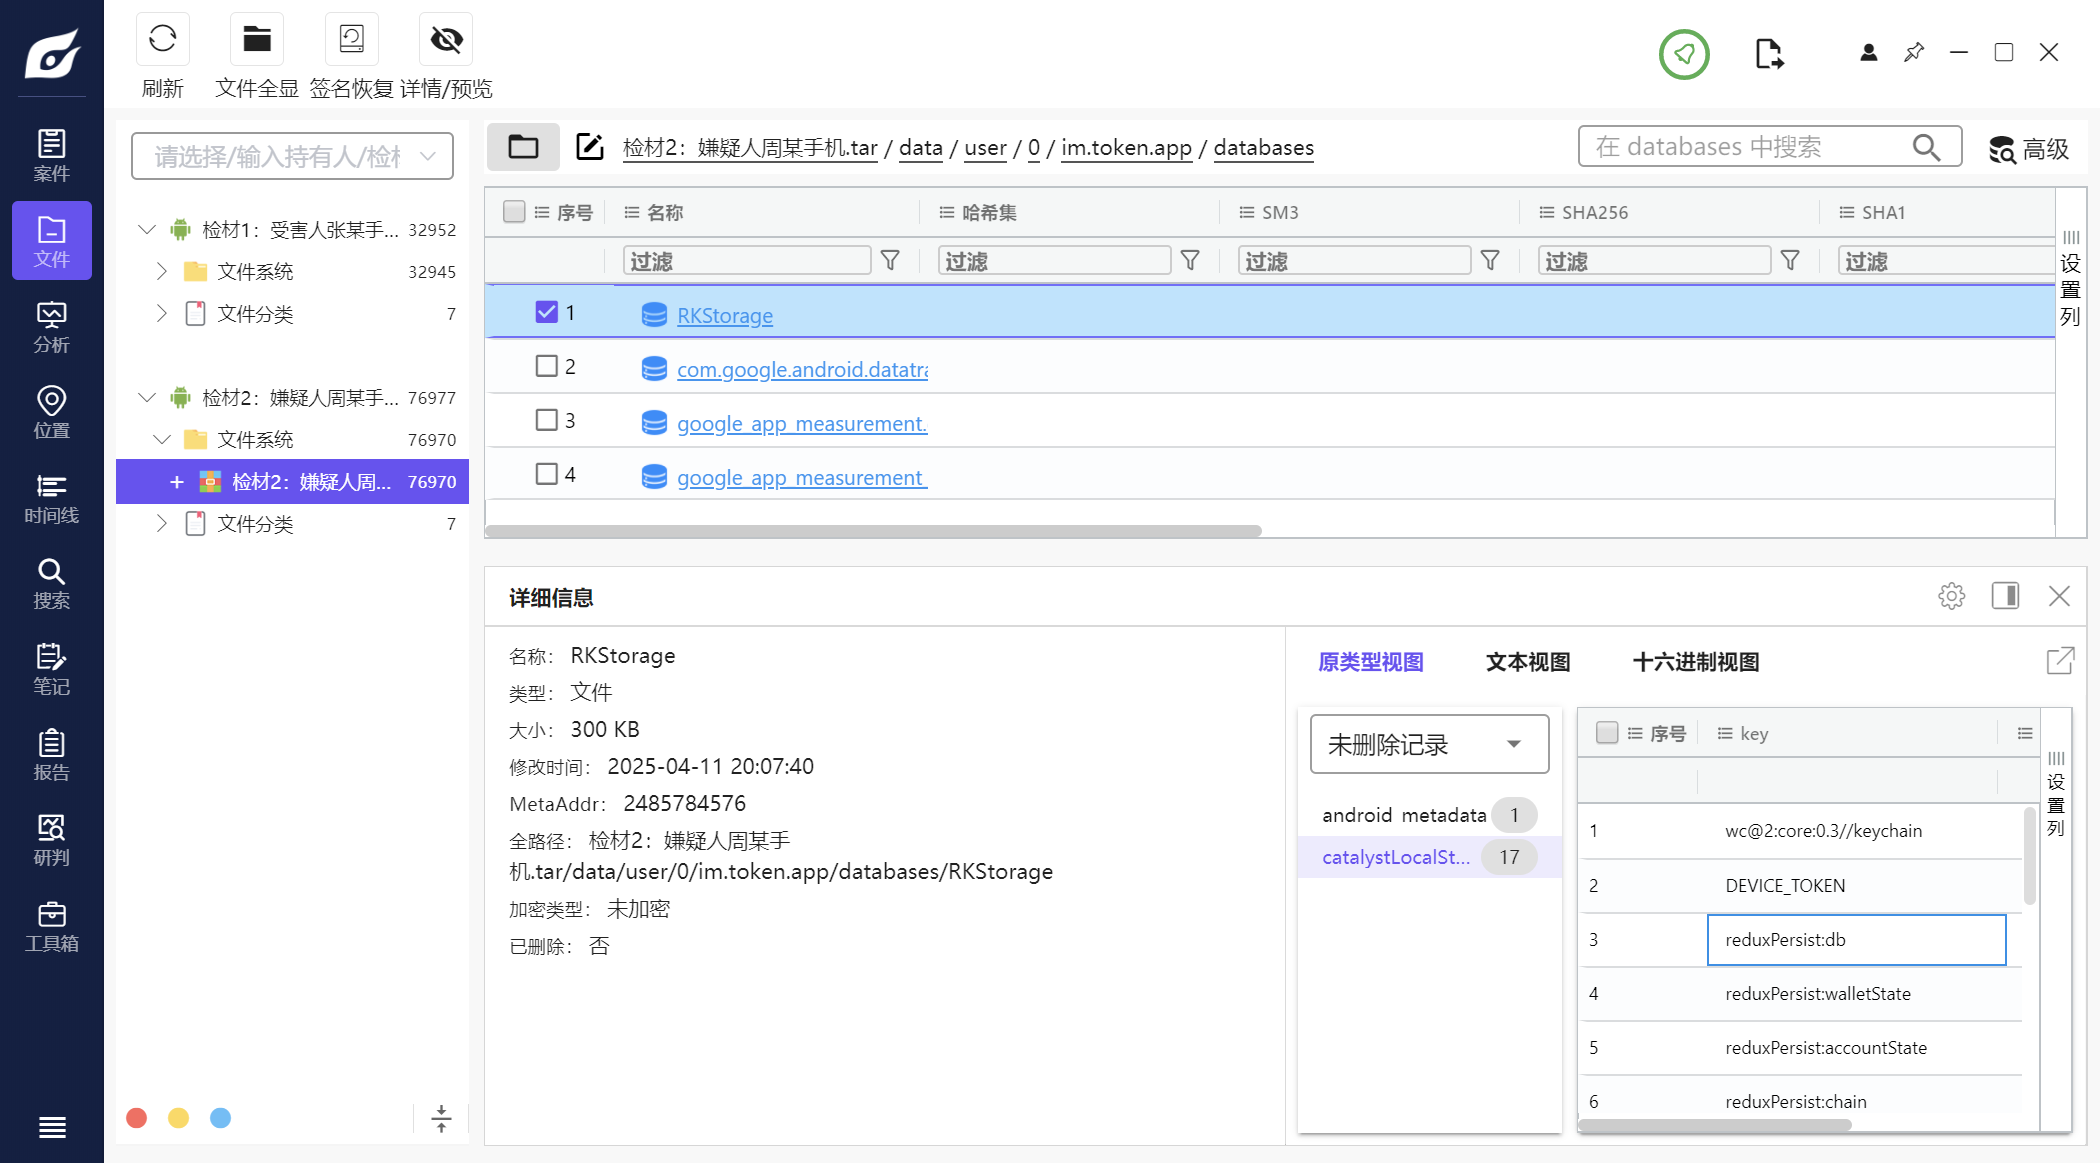 刷新
文件全显
签名恢复
详情/预览
案件
文件
分析
位置
时间线
搜索
笔记
报告
研判
工具箱
请选择/输入持有人/检材
检材1：受害人张某手... 32952
文件系统 32945
文件分类 7
检材2：嫌疑人周某手... 76977
文件系统 76970
+ 检材2：嫌疑人周... 76970
文件分类 7
检材2：嫌疑人周某手机.tar / data / user / 0 / im.token.app / databases
在 databases 中搜索
高级
序号 名称 哈希集 SM3 SHA256 SHA1
过滤 过滤 过滤 过滤 过滤
1 RKStorage
2 com.google.android.datatra
3 google_app_measurement.
4 google_app_measurement_
设置列
详细信息
名称： RKStorage
类型： 文件
大小： 300 KB
修改时间： 2025-04-11 20:07:40
MetaAddr： 2485784576
全路径： 检材2：嫌疑人周某手
机.tar/data/user/0/im.token.app/databases/RKStorage
加密类型： 未加密
已删除： 否
原类型视图 文本视图 十六进制视图
未删除记录
android_metadata 1
catalystLocalSt... 17
序号 key
1 wc@2:core:0.3//keychain
2 DEVICE_TOKEN
3 reduxPersist:db
4 reduxPersist:walletState
5 reduxPersist:accountState
6 reduxPersist:chain
设置列